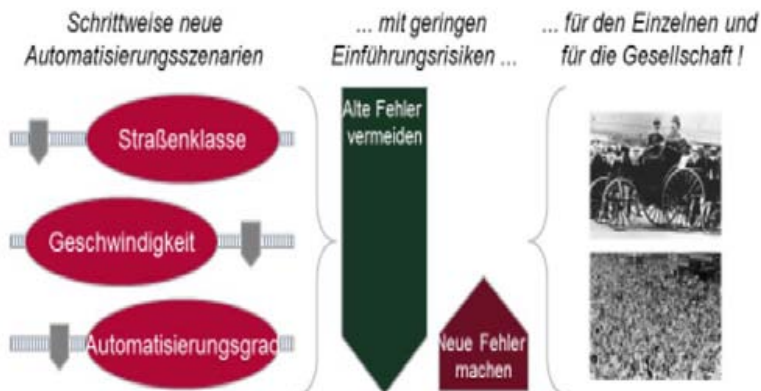 Schrittweise neue
Automatisierungsszenarien
... mit geringen
Einführungsrisiken ...
... für den Einzelnen und
für die Gesellschaft !
Straßenklasse
Geschwindigkeit
Automatisierungsgrad
Alte Fehler
vermeiden
Neue Fehler
machen